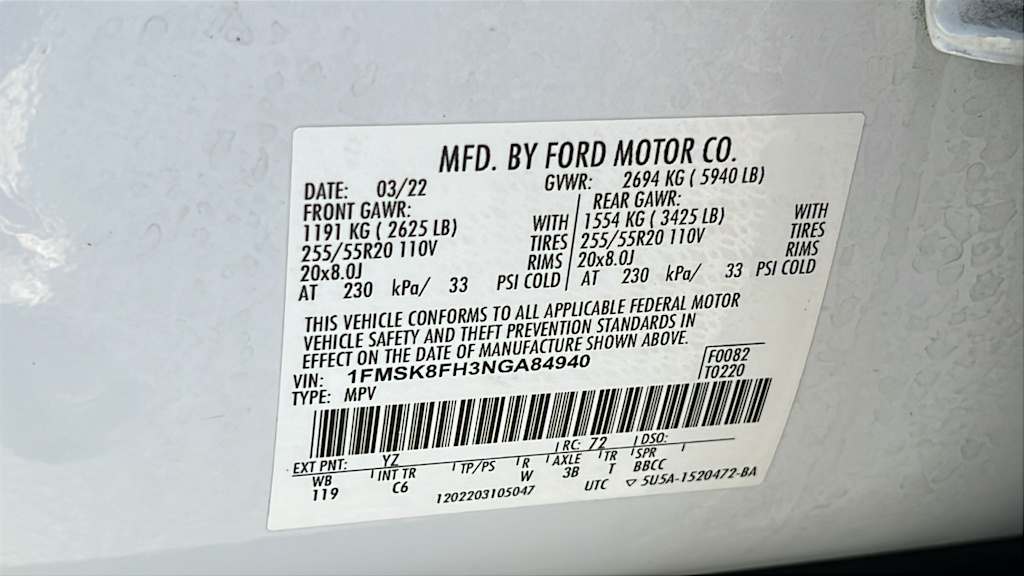 MFD. BY FORD MOTOR CO.
DATE: 03/22 GVWR: 2694 KG ( 5940 LB)
FRONT GAWR: REAR GAWR:
1191 KG ( 2625 LB) WITH 1554 KG ( 3425 LB) WITH
255/55R20 110V TIRES 255/55R20 110V TIRES
20x8.0J RIMS 20x8.0J RIMS
AT 230 kPa/ 33 PSI COLD AT 230 kPa/ 33 PSI COLD
THIS VEHICLE CONFORMS TO ALL APPLICABLE FEDERAL MOTOR
VEHICLE SAFETY AND THEFT PREVENTION STANDARDS IN
EFFECT ON THE DATE OF MANUFACTURE SHOWN ABOVE.
VIN: 1FMSK8FH3NGA84940 F0082
TYPE: MPV T0220
EXT PNT: YZ RC: 72 DSO:
WB INT TR TP/PS R AXLE TR SPR
119 C6 W 3B T BBCC
1202203105047 UTC ▽ 5U5A-1520472-BA